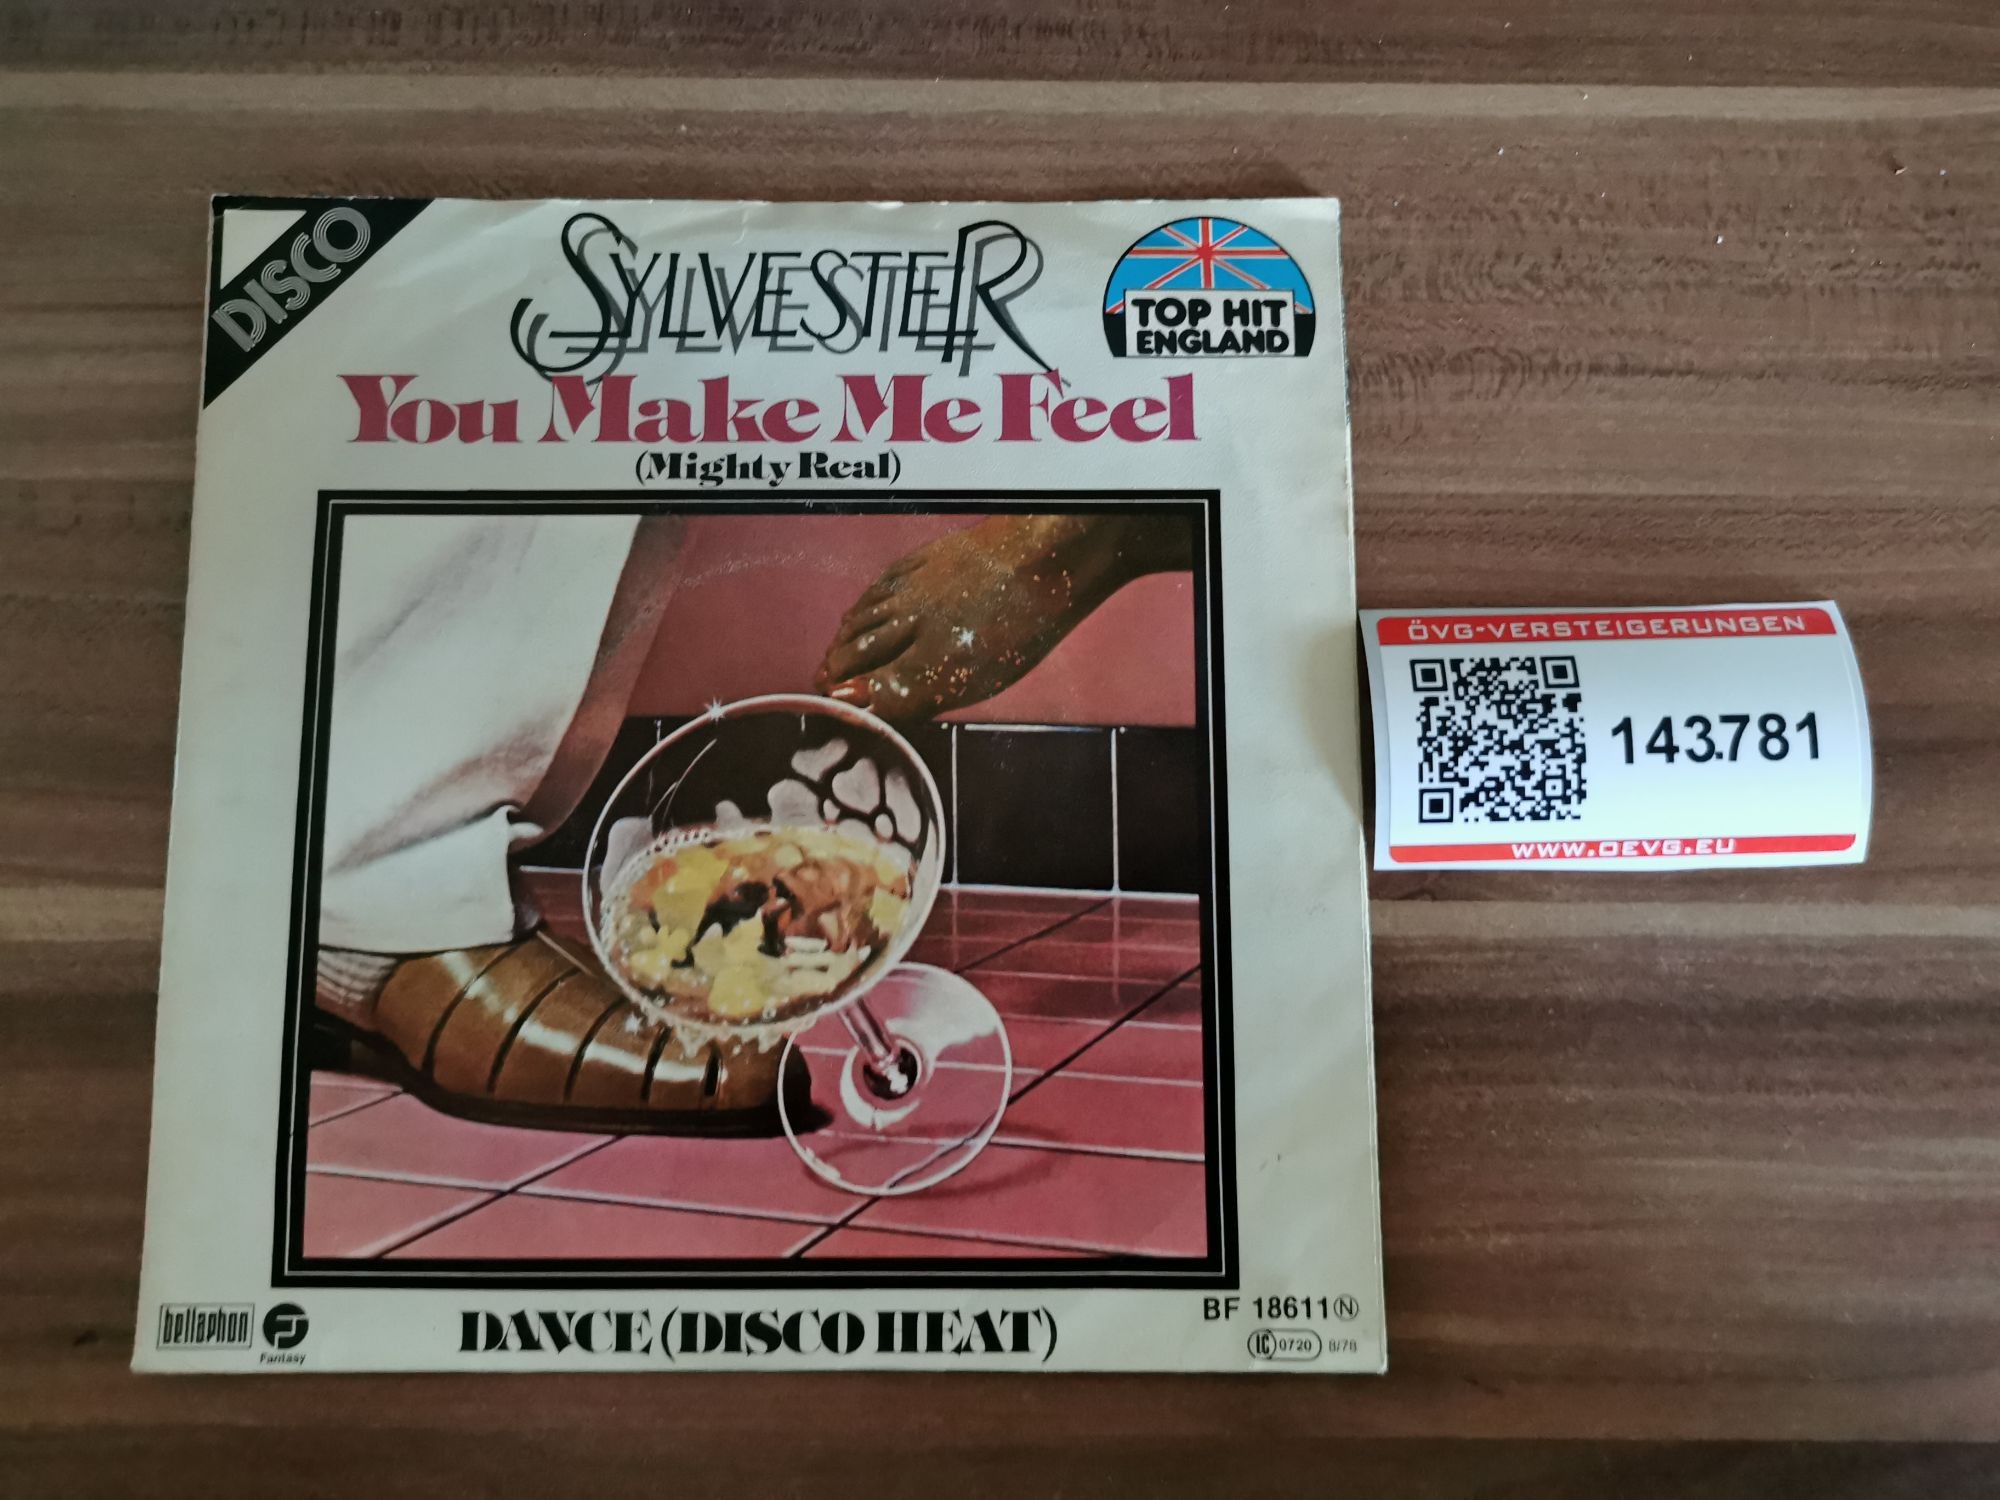 DISCO
SYLVESTER
TOP HIT
ENGLAND
You Make Me Feel
(Mighty Real)
ÖVG-VERSTEIGERUNGEN
143.781
WWW.OEVG.EU
bellaphon
Fantasy
DANCE (DISCO HEAT)
BF 18611 Ⓝ
LC 0720 8/78